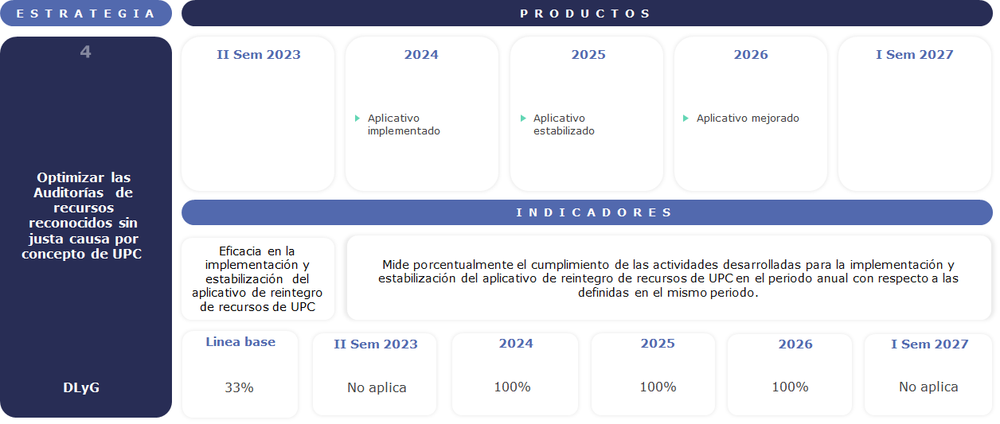 ESTRATEGIA
PRODUCTOS
4
Optimizar las
Auditorías de
recursos
reconocidos sin
justa causa por
concepto de UPC
DLyG
II Sem 2023
2024
2025
2026
I Sem 2027
Aplicativo
implementado
Aplicativo
estabilizado
Aplicativo mejorado
INDICADORES
Eficacia en la
implementación y
estabilización del
aplicativo de reintegro
de recursos de UPC
Mide porcentualmente el cumplimiento de las actividades desarrolladas para la implementación y
estabilización del aplicativo de reintegro de recursos de UPC en el periodo anual con respecto a las
definidas en el mismo periodo.
Linea base
II Sem 2023
2024
2025
2026
I Sem 2027
33%
No aplica
100%
100%
100%
No aplica